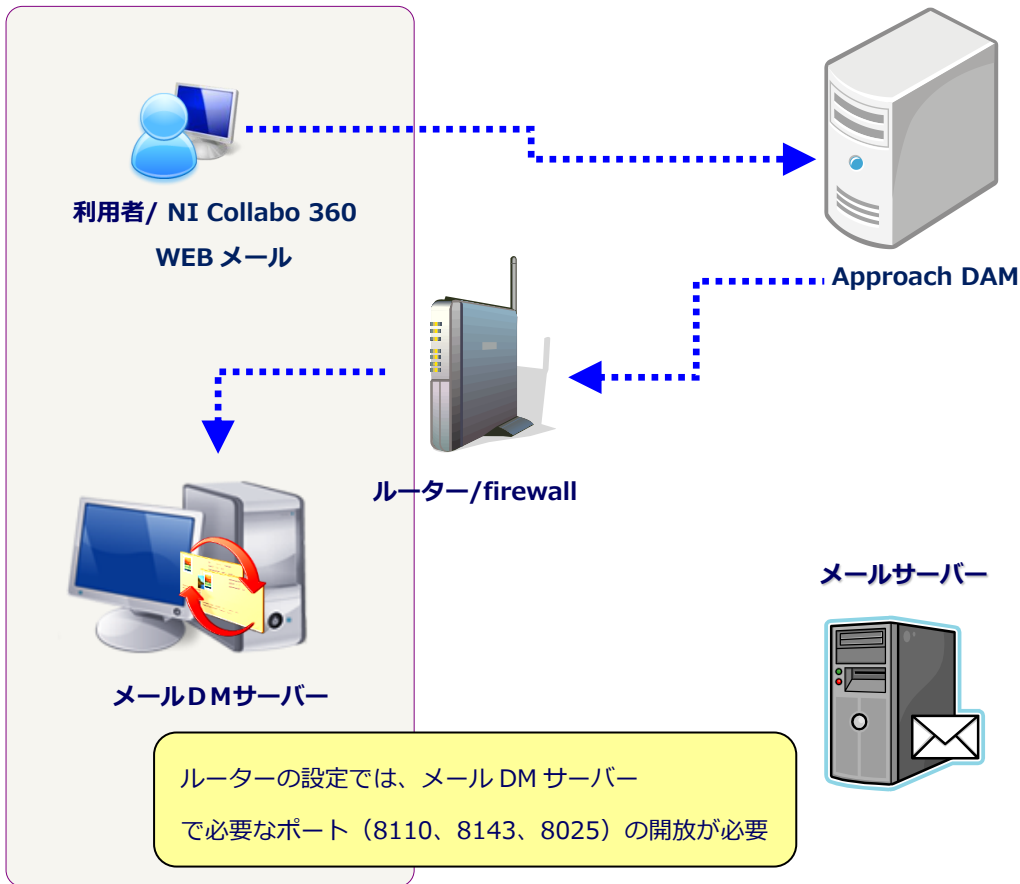 利用者/ NI Collabo 360
WEB メール
Approach DAM
ルーター/firewall
メールサーバー
メールＤＭサーバー
ルーターの設定では、メール DM サーバー
で必要なポート（8110、8143、8025）の開放が必要